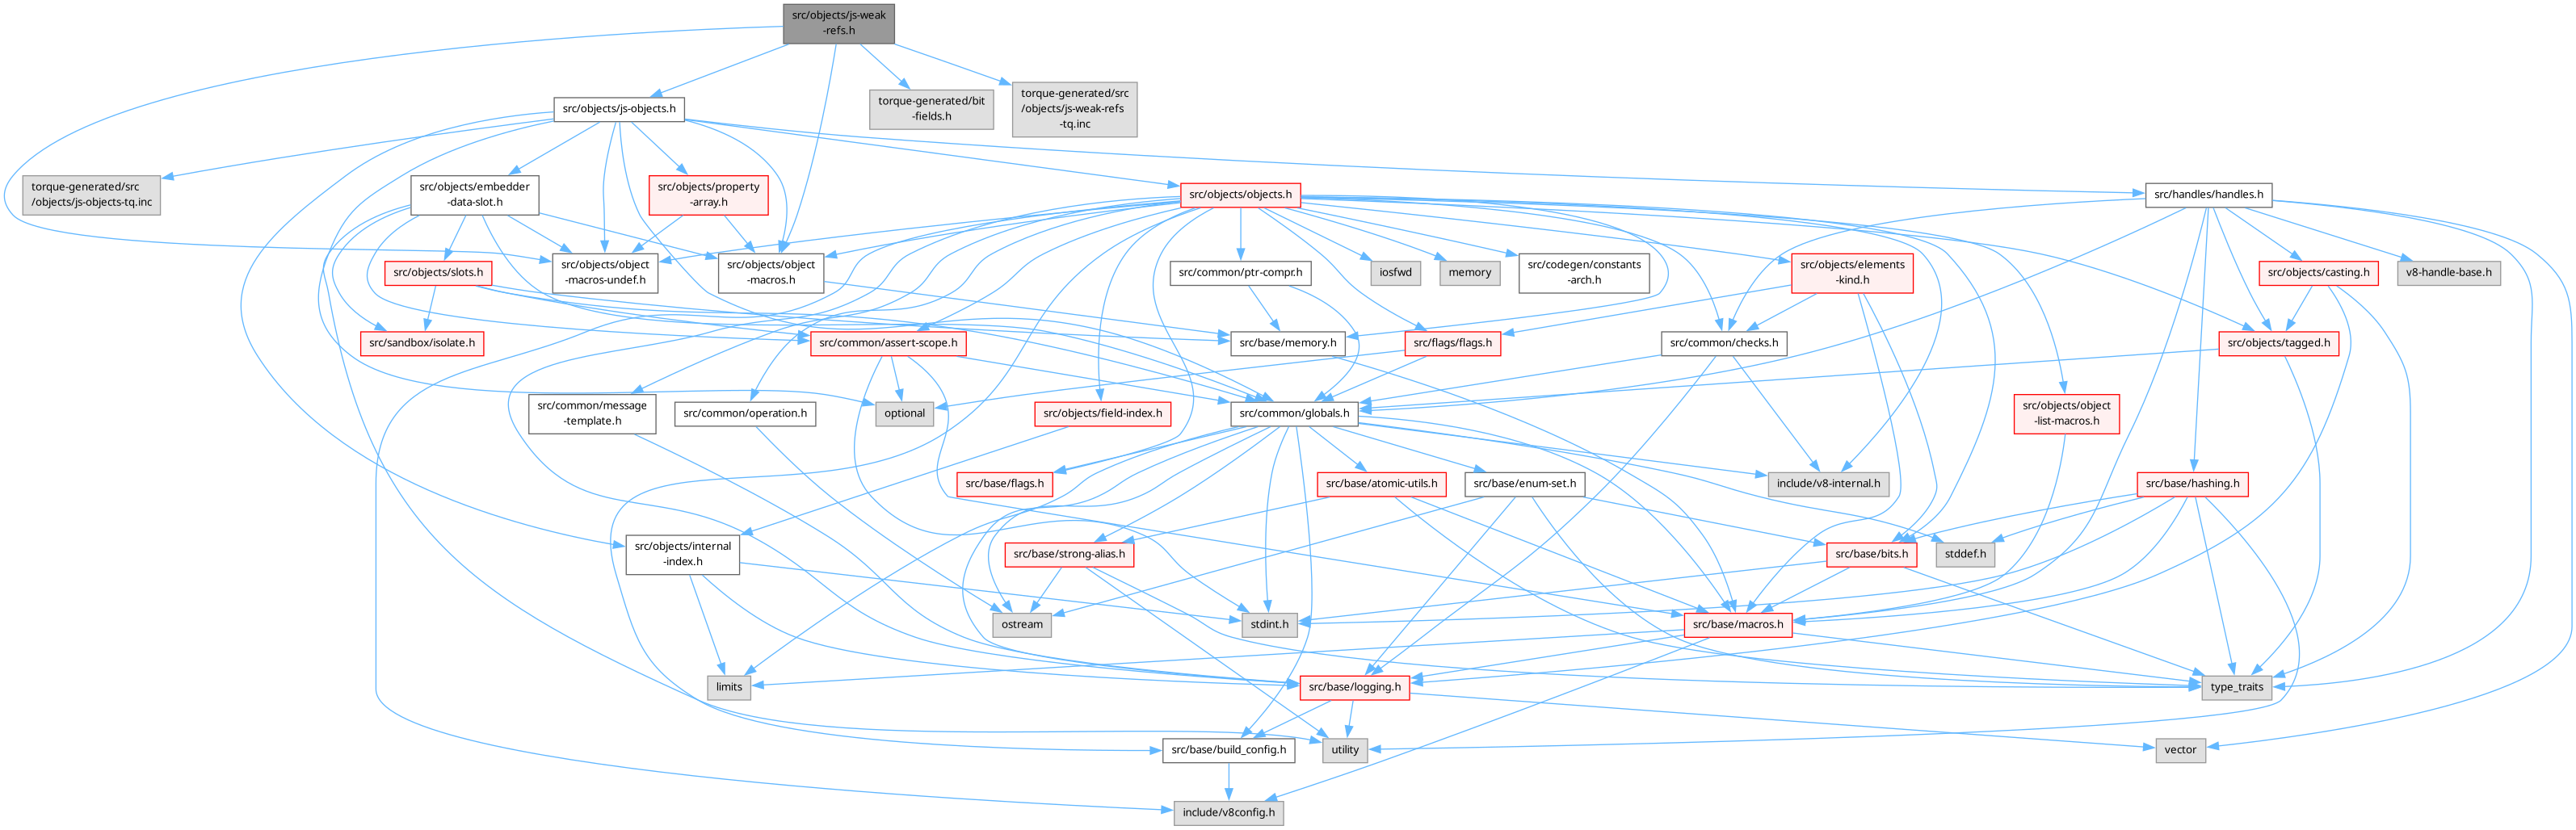 src/objects/js-weak
-refs.h
torque-generated/bit
-fields.h
torque-generated/src
/objects/js-weak-refs
-tq.inc
src/objects/js-objects.h
torque-generated/src
/objects/js-objects-tq.inc
src/objects/embedder
-data-slot.h
src/objects/property
-array.h
src/objects/objects.h
src/handles/handles.h
src/objects/slots.h
src/objects/object
-macros-undef.h
src/objects/object
-macros.h
src/common/ptr-compr.h
iosfwd
memory
src/codegen/constants
-arch.h
src/objects/elements
-kind.h
src/objects/casting.h
v8-handle-base.h
src/sandbox/isolate.h
src/common/assert-scope.h
src/base/memory.h
src/flags/flags.h
src/common/checks.h
src/objects/tagged.h
src/common/message
-template.h
src/common/operation.h
optional
src/objects/field-index.h
src/common/globals.h
src/objects/object
-list-macros.h
src/base/flags.h
src/base/atomic-utils.h
src/base/enum-set.h
include/v8-internal.h
src/base/hashing.h
src/objects/internal
-index.h
src/base/strong-alias.h
src/base/bits.h
stddef.h
ostream
stdint.h
src/base/macros.h
limits
src/base/logging.h
type_traits
src/base/build_config.h
utility
vector
include/v8config.h